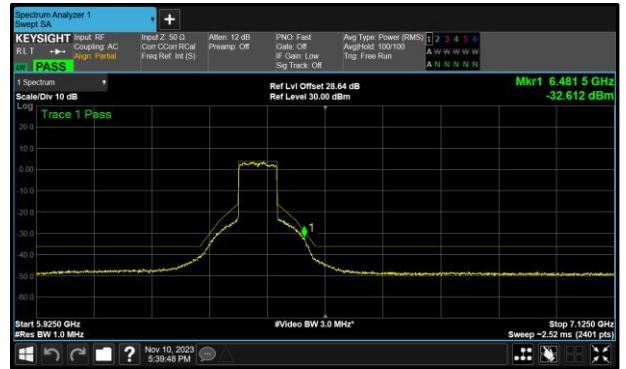 Spectrum Analyzer 1
Swept SA
KEYSIGHT Input: RF Input Z: 50 Ω Atten: 12 dB PNO: Fast Avg Type: Power (RMS) 1 2 3 4 5 6
RLT Coupling: AC Corr CCorr RCal Preamp: Off Gate: Off Avg|Hold: 100/100 A W W W W W
Align: Partial Freq Ref: Int (S) IF Gain: Low Trig: Free Run
PASS Sig Track: Off A N N N N N
1 Spectrum Ref Lvl Offset 28.64 dB Mkr1 6.481 5 GHz
Scale/Div 10 dB Ref Level 30.00 dBm -32.612 dBm
Log
Trace 1 Pass
20.0
10.0
0.00
-10.0
-20.0
1
-30.0
-40.0
-50.0
-60.0
Start 5.9250 GHz #Video BW 3.0 MHz* Stop 7.1250 GHz
#Res BW 1.0 MHz Sweep ~2.52 ms (2401 pts)
? Nov 10, 2023
5:39:48 PM